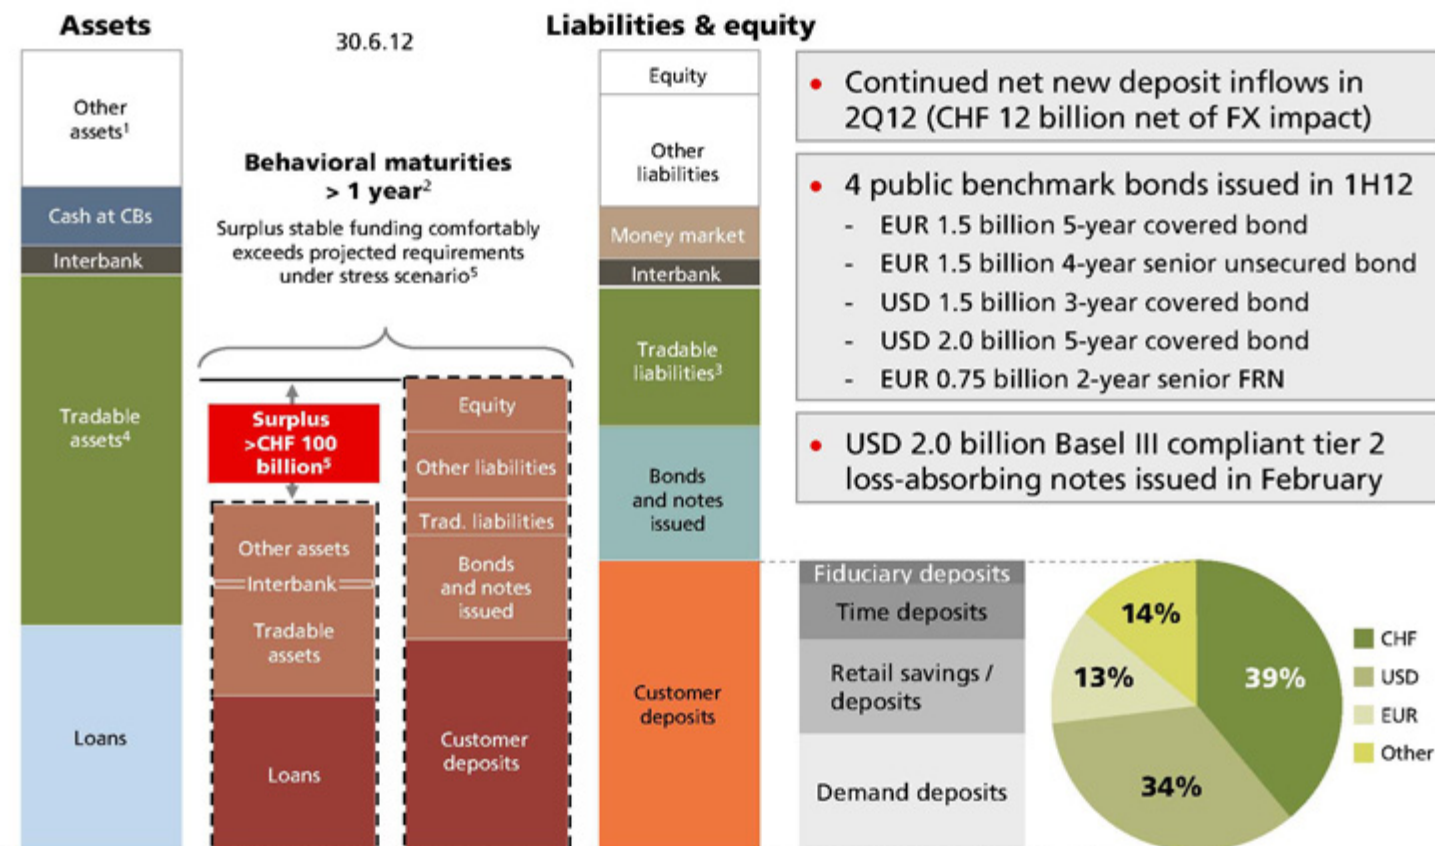 Assets
30.6.12
Liabilities & equity
Other
assets¹
Cash at CBs
Interbank
Tradable
assets⁴
Loans
Behavioral maturities
> 1 year²
Surplus stable funding comfortably
exceeds projected requirements
under stress scenario⁵
Surplus
>CHF 100
billion⁵
Other assets
Interbank
Tradable
assets
Loans
Equity
Other liabilities
Trad. liabilities
Bonds
and notes
issued
Customer
deposits
Equity
Other
liabilities
Money market
Interbank
Tradable
liabilities³
Bonds
and notes
issued
Customer
deposits
• Continued net new deposit inflows in
2Q12 (CHF 12 billion net of FX impact)
• 4 public benchmark bonds issued in 1H12
- EUR 1.5 billion 5-year covered bond
- EUR 1.5 billion 4-year senior unsecured bond
- USD 1.5 billion 3-year covered bond
- USD 2.0 billion 5-year covered bond
- EUR 0.75 billion 2-year senior FRN
• USD 2.0 billion Basel III compliant tier 2
loss-absorbing notes issued in February
Fiduciary deposits
Time deposits
Retail savings /
deposits
Demand deposits
14%
13%
39%
34%
CHF
USD
EUR
Other